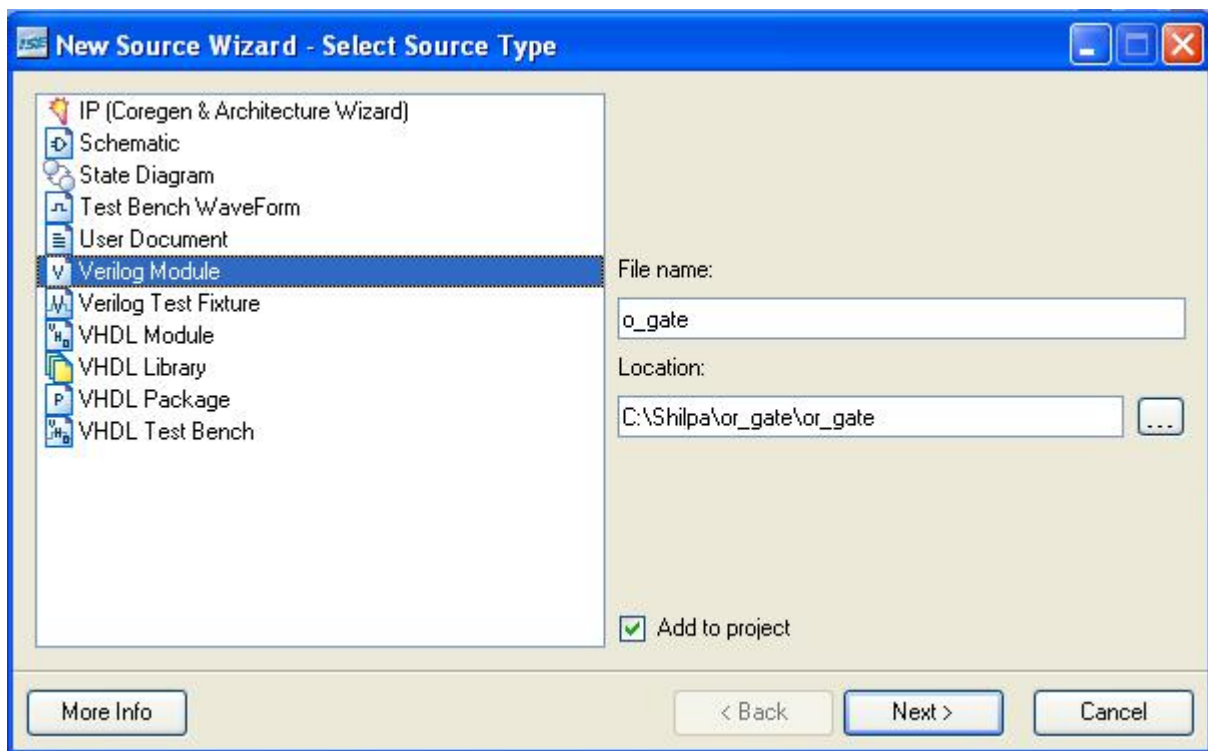 New Source Wizard - Select Source Type
IP (Coregen & Architecture Wizard)
Schematic
State Diagram
Test Bench WaveForm
User Document
Verilog Module
Verilog Test Fixture
VHDL Module
VHDL Library
VHDL Package
VHDL Test Bench
File name:
o_gate
Location:
C:\Shilpa\or_gate\or_gate
...
Add to project
More Info
< Back
Next >
Cancel